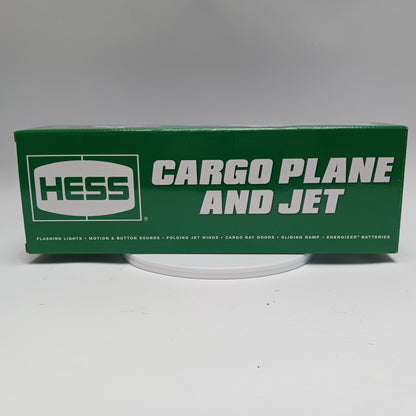 HESS®
CARGO PLANE
AND JET
FLASHING LIGHTS • MOTION & BUTTON SOUNDS • FOLDING JET WINGS • CARGO BAY DOORS • SLIDING RAMP • ENERGIZER® BATTERIES